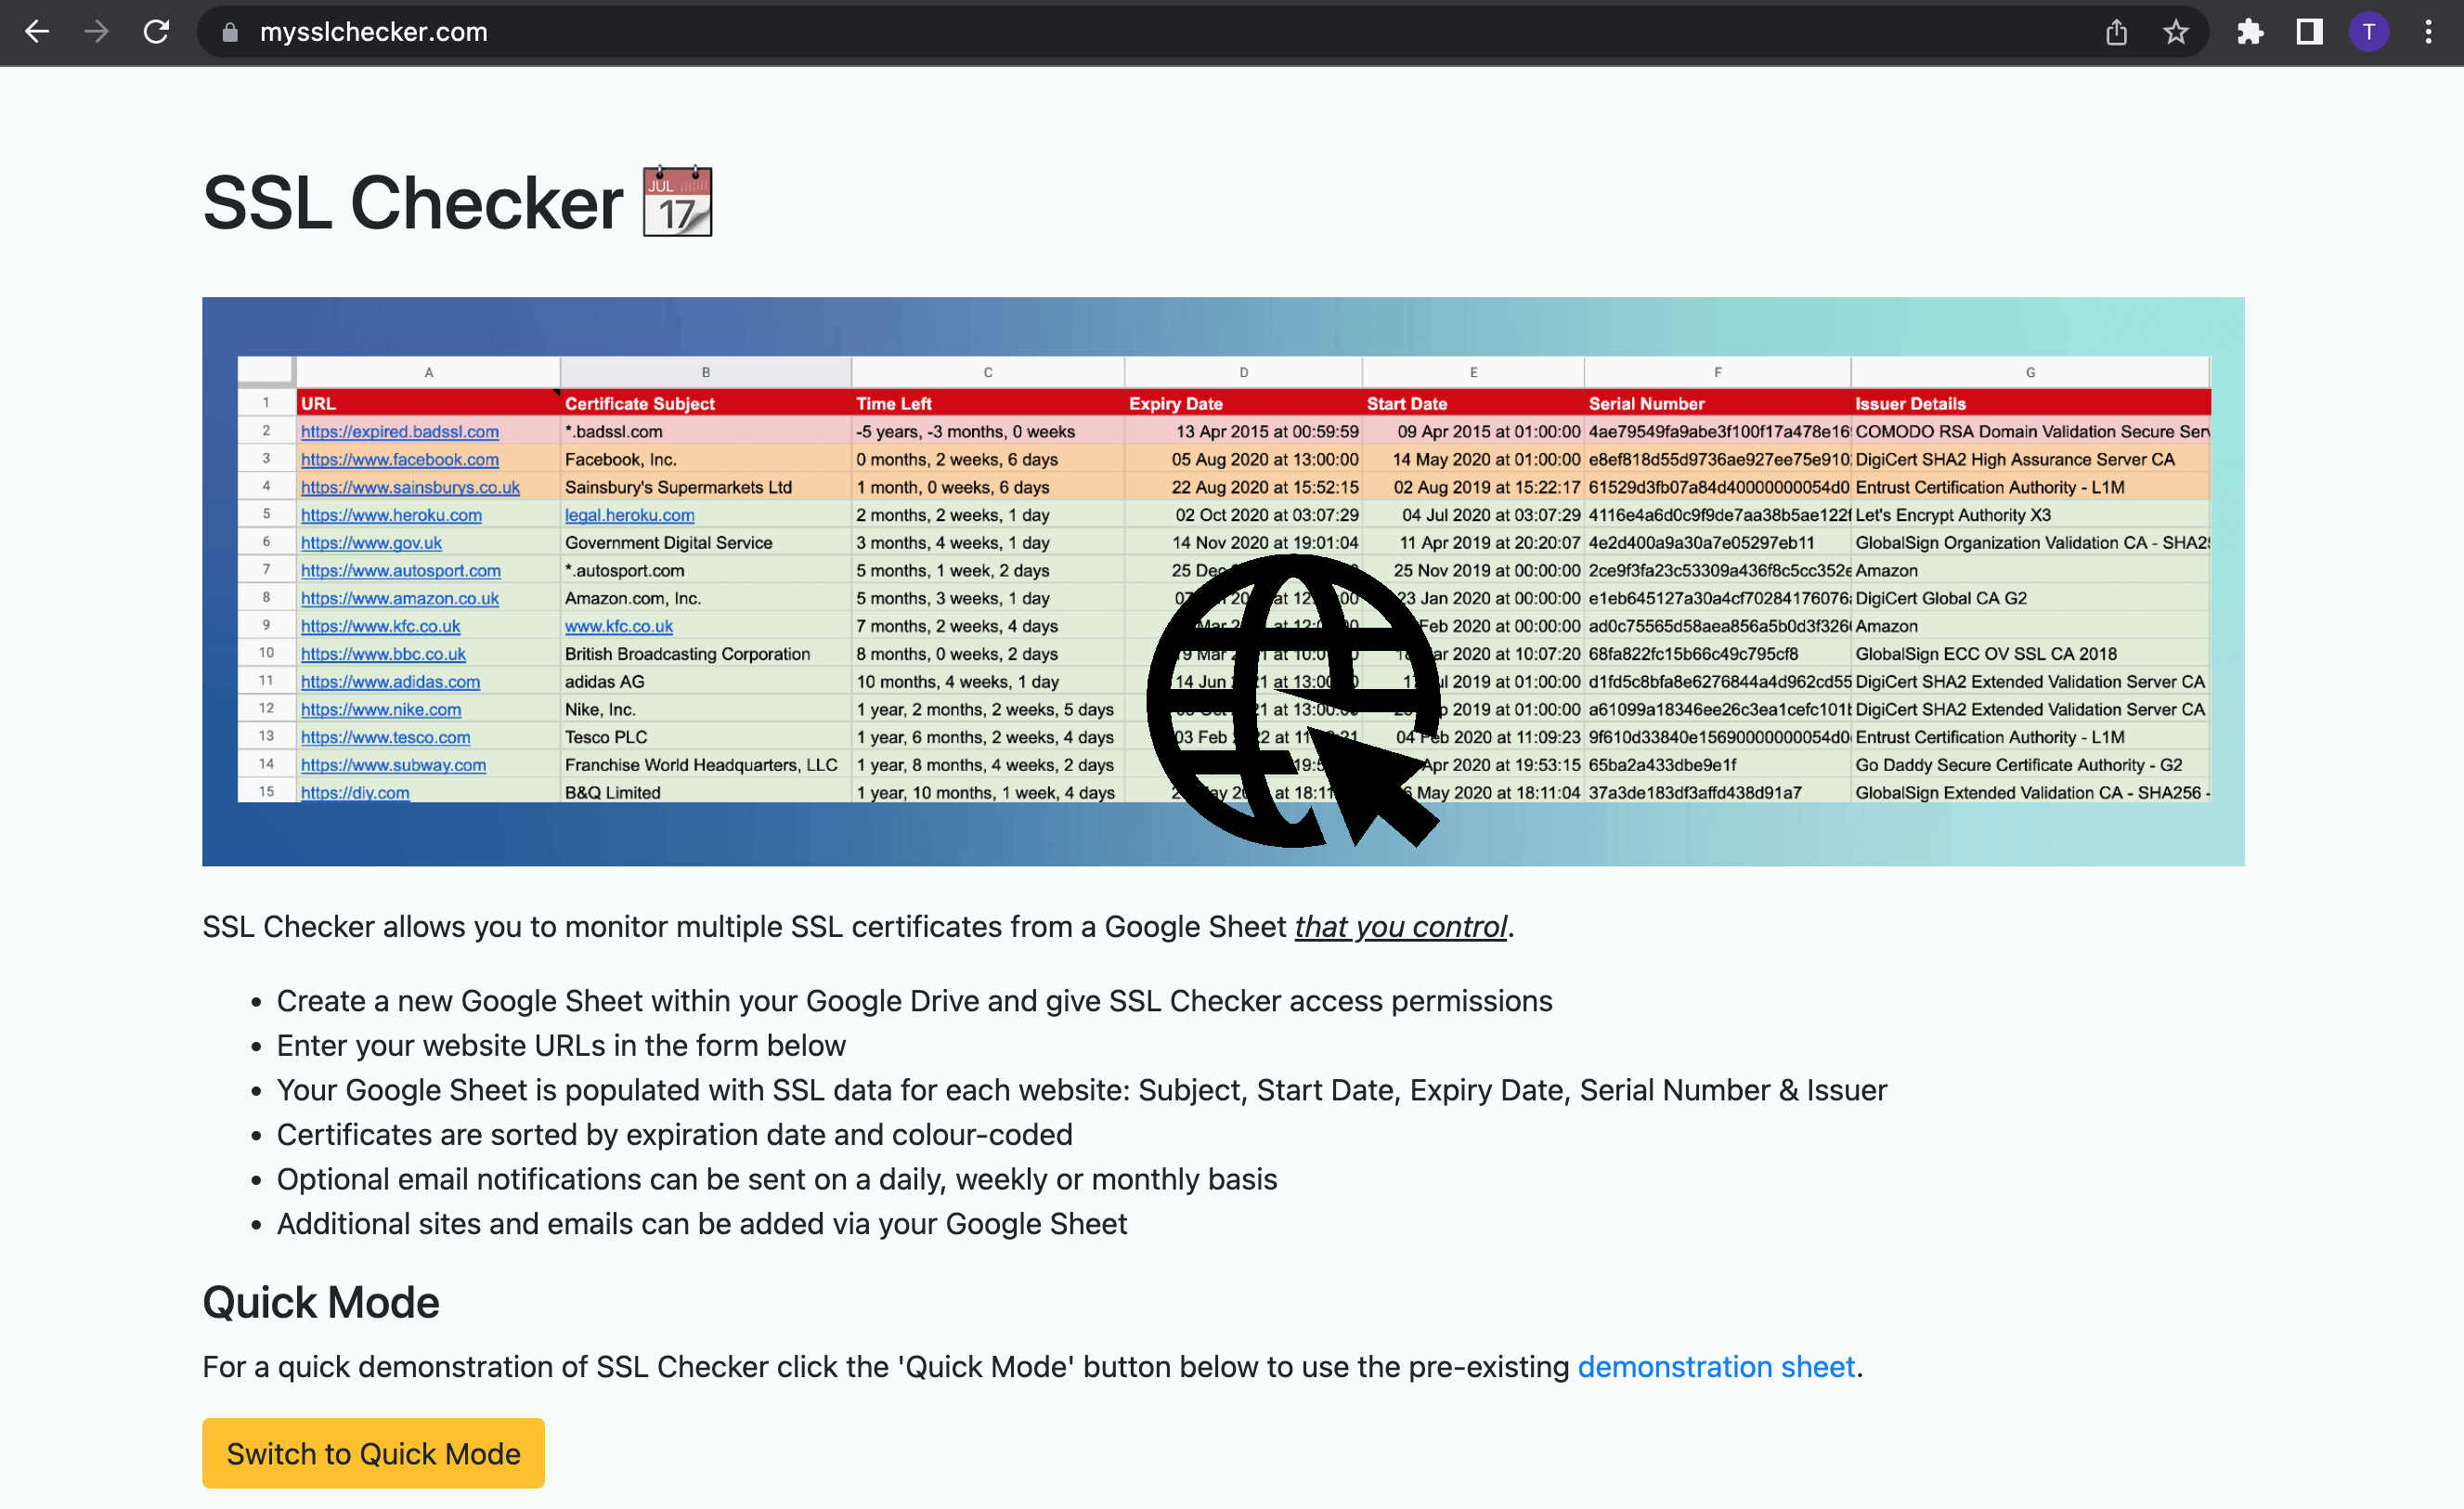 mysslchecker.com
T
SSL Checker
JUL
17
A B C D E F G
1 URL Certificate Subject Time Left Expiry Date Start Date Serial Number Issuer Details
2 https://expired.badssl.com *.badssl.com -5 years, -3 months, 0 weeks 13 Apr 2015 at 00:59:59 09 Apr 2015 at 01:00:00 4ae79549fa9abe3f100f17a478e16 COMODO RSA Domain Validation Secure Ser
3 https://www.facebook.com Facebook, Inc. 0 months, 2 weeks, 6 days 05 Aug 2020 at 13:00:00 14 May 2020 at 01:00:00 e8ef818d55d9736ae927ee75e910 DigiCert SHA2 High Assurance Server CA
4 https://www.sainsburys.co.uk Sainsbury's Supermarkets Ltd 1 month, 0 weeks, 6 days 22 Aug 2020 at 15:52:15 02 Aug 2019 at 15:22:17 61529d3fb07a84d40000000054d0 Entrust Certification Authority - L1M
5 https://www.heroku.com legal.heroku.com 2 months, 2 weeks, 1 day 02 Oct 2020 at 03:07:29 04 Jul 2020 at 03:07:29 4116e4a6d0c9f9de7aa38b5ae122f Let's Encrypt Authority X3
6 https://www.gov.uk Government Digital Service 3 months, 4 weeks, 1 day 14 Nov 2020 at 19:01:04 11 Apr 2019 at 20:20:07 4e2d400a9a30a7e05297eb11 GlobalSign Organization Validation CA - SHA2
7 https://www.autosport.com *.autosport.com 5 months, 1 week, 2 days 25 Dec 25 Nov 2019 at 00:00:00 2ce9f3fa23c53309a436f8c5cc352e Amazon
8 https://www.amazon.co.uk Amazon.com, Inc. 5 months, 3 weeks, 1 day 23 Jan 2020 at 00:00:00 e1eb645127a30a4cf70284176076 DigiCert Global CA G2
9 https://www.kfc.co.uk www.kfc.co.uk 7 months, 2 weeks, 4 days Mar Feb 2020 at 00:00:00 ad0c75565d58aea856a5b0d3f326 Amazon
10 https://www.bbc.co.uk British Broadcasting Corporation 8 months, 0 weeks, 2 days Mar 2020 at 10:07:20 68fa822fc15b66c49c795cf8 GlobalSign ECC OV SSL CA 2018
11 https://www.adidas.com adidas AG 10 months, 4 weeks, 1 day 14 Jun at 2019 at 01:00:00 d1fd5c8bfa8e6276844a4d962cd55 DigiCert SHA2 Extended Validation Server CA
12 https://www.nike.com Nike, Inc. 1 year, 2 months, 2 weeks, 5 days at 2019 at 01:00:00 a61099a18346ee26c3ea1cefc101 DigiCert SHA2 Extended Validation Server CA
13 https://www.tesco.com Tesco PLC 1 year, 6 months, 2 weeks, 4 days 03 Feb at 04 Feb 2020 at 11:09:23 9f610d33840e15690000000054d0 Entrust Certification Authority - L1M
14 https://www.subway.com Franchise World Headquarters, LLC 1 year, 8 months, 4 weeks, 2 days Apr 2020 at 19:53:15 65ba2a433dbe9e1f Go Daddy Secure Certificate Authority - G2
15 https://diy.com B&Q Limited 1 year, 10 months, 1 week, 4 days at May 2020 at 18:11:04 37a3de183df3affd438d91a7 GlobalSign Extended Validation CA - SHA256 -
SSL Checker allows you to monitor multiple SSL certificates from a Google Sheet that you control.
• Create a new Google Sheet within your Google Drive and give SSL Checker access permissions
• Enter your website URLs in the form below
• Your Google Sheet is populated with SSL data for each website: Subject, Start Date, Expiry Date, Serial Number & Issuer
• Certificates are sorted by expiration date and colour-coded
• Optional email notifications can be sent on a daily, weekly or monthly basis
• Additional sites and emails can be added via your Google Sheet
Quick Mode
For a quick demonstration of SSL Checker click the 'Quick Mode' button below to use the pre-existing demonstration sheet.
Switch to Quick Mode